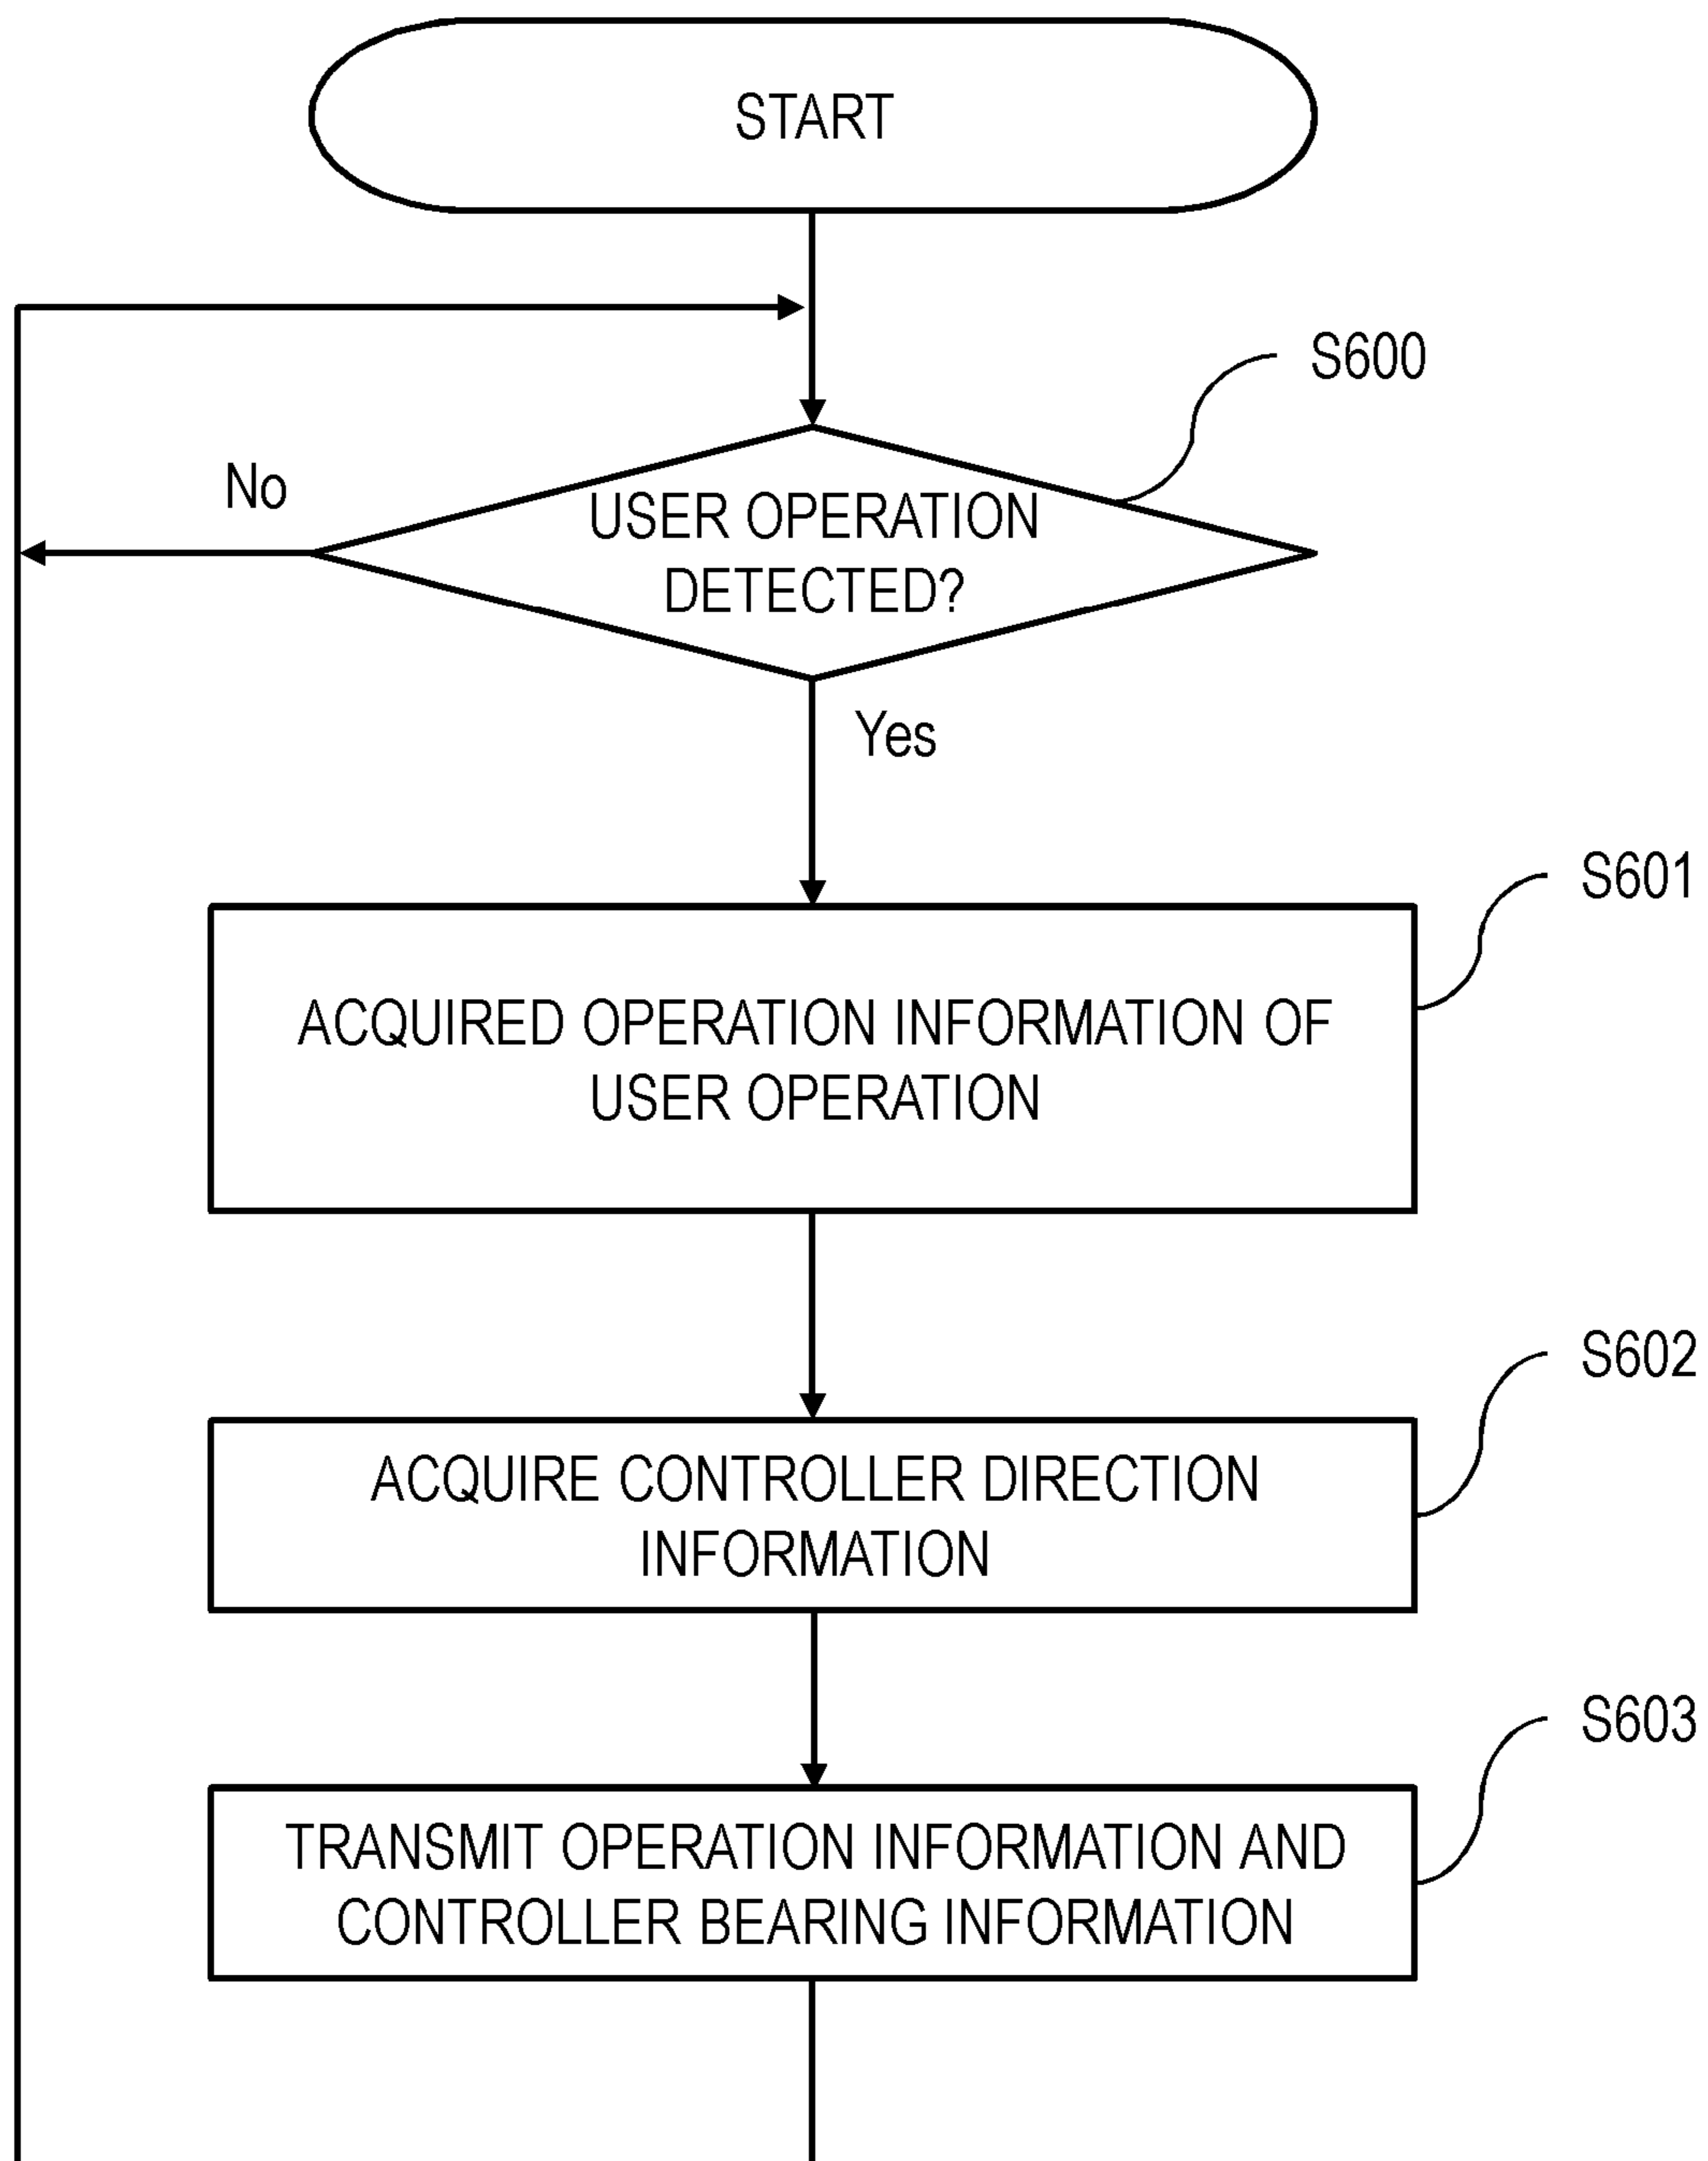 START
S600
No
USER OPERATION
DETECTED?
Yes
S601
ACQUIRED OPERATION INFORMATION OF
USER OPERATION
S602
ACQUIRE CONTROLLER DIRECTION
INFORMATION
S603
TRANSMIT OPERATION INFORMATION AND
CONTROLLER BEARING INFORMATION